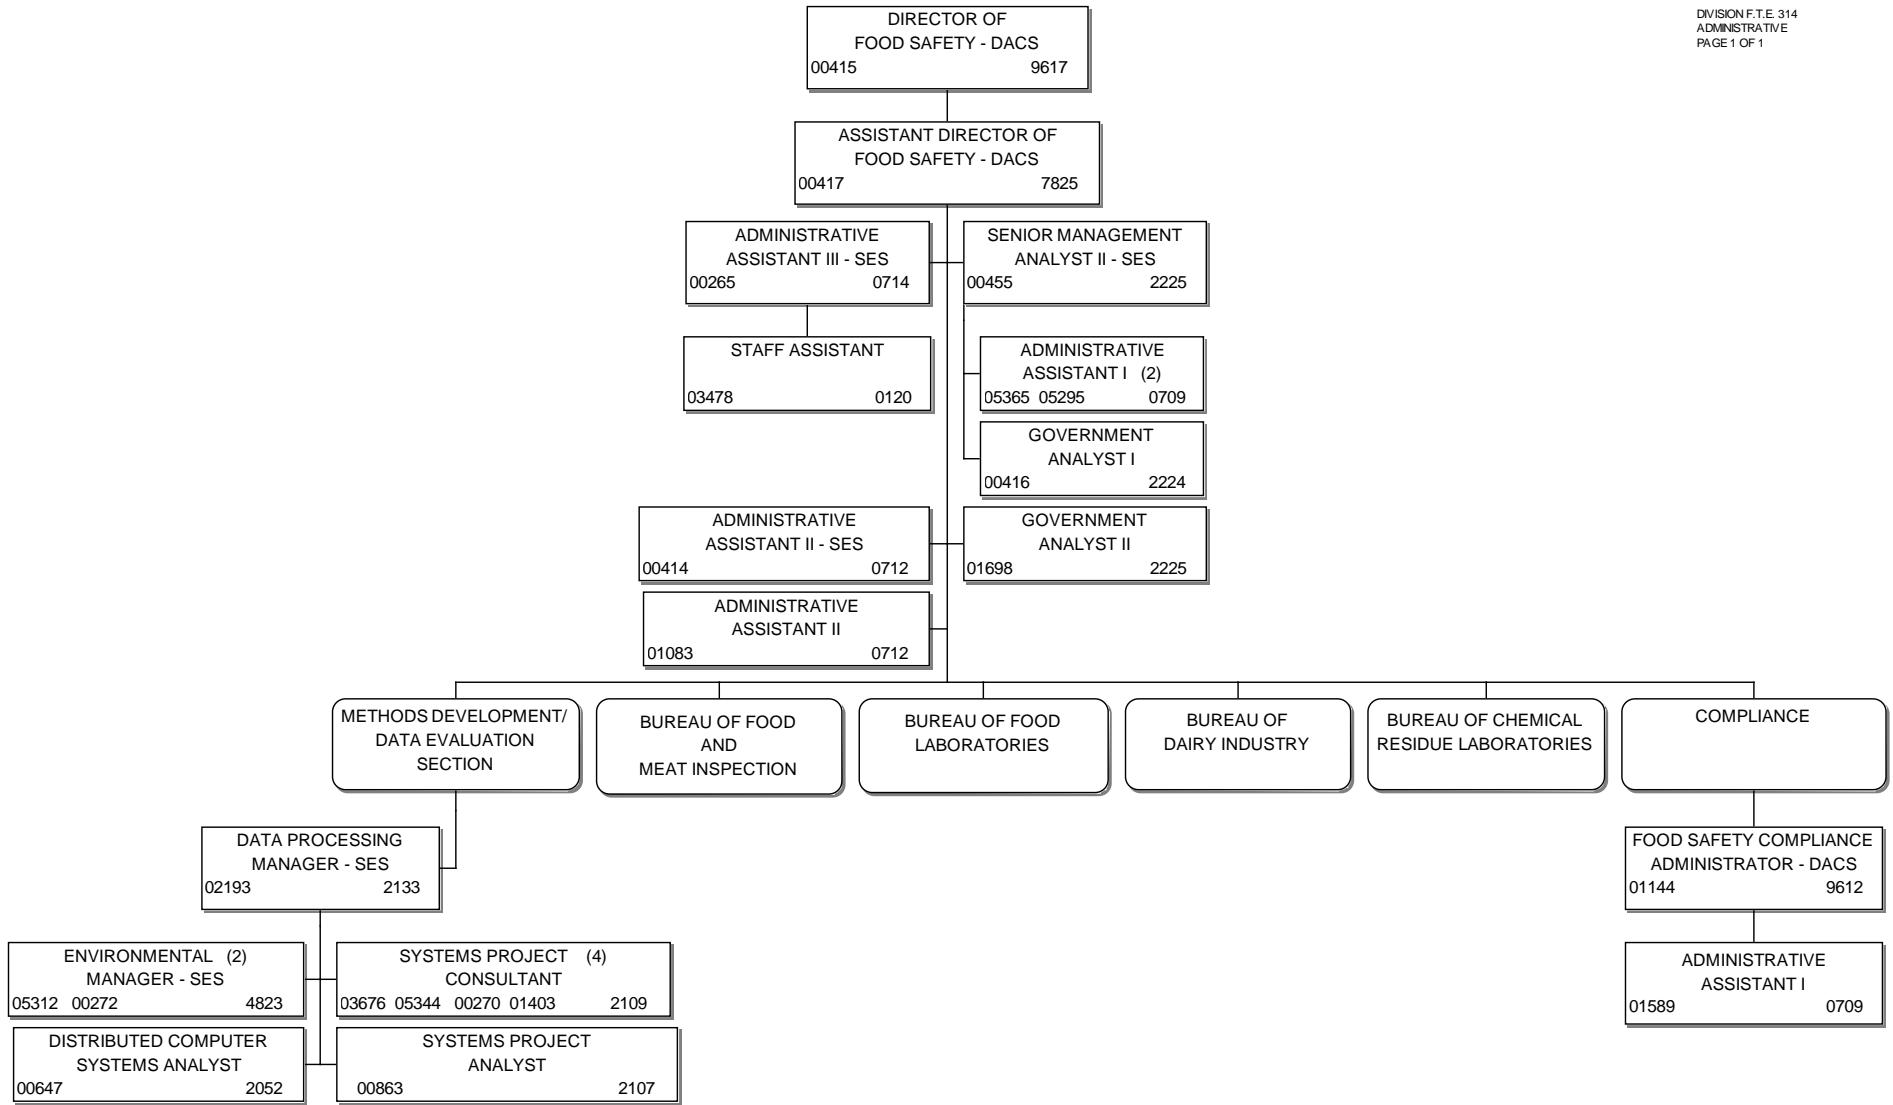 DIVISION F.T.E. 314
ADMINISTRATIVE
PAGE 1 OF 1
DIRECTOR OF
FOOD SAFETY - DACS
00415 9617
ASSISTANT DIRECTOR OF
FOOD SAFETY - DACS
00417 7825
ADMINISTRATIVE
ASSISTANT III - SES
00265 0714
SENIOR MANAGEMENT
ANALYST II - SES
00455 2225
STAFF ASSISTANT
03478 0120
ADMINISTRATIVE
ASSISTANT I (2)
05365 05295 0709
GOVERNMENT
ANALYST I
00416 2224
ADMINISTRATIVE
ASSISTANT II - SES
00414 0712
GOVERNMENT
ANALYST II
01698 2225
ADMINISTRATIVE
ASSISTANT II
01083 0712
METHODS DEVELOPMENT/
DATA EVALUATION
SECTION
BUREAU OF FOOD
AND
MEAT INSPECTION
BUREAU OF FOOD
LABORATORIES
BUREAU OF
DAIRY INDUSTRY
BUREAU OF CHEMICAL
RESIDUE LABORATORIES
COMPLIANCE
DATA PROCESSING
MANAGER - SES
02193 2133
FOOD SAFETY COMPLIANCE
ADMINISTRATOR - DACS
01144 9612
ENVIRONMENTAL (2)
MANAGER - SES
05312 00272 4823
SYSTEMS PROJECT (4)
CONSULTANT
03676 05344 00270 01403 2109
ADMINISTRATIVE
ASSISTANT I
01589 0709
DISTRIBUTED COMPUTER
SYSTEMS ANALYST
00647 2052
SYSTEMS PROJECT
ANALYST
00863 2107